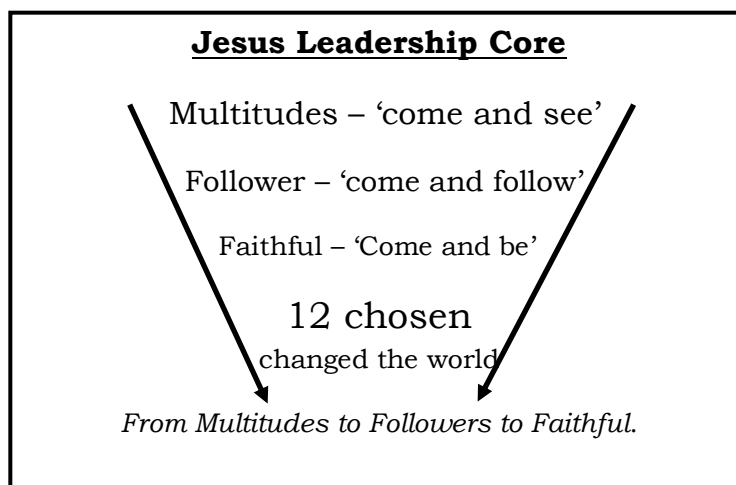 Jesus Leadership Core
Multitudes – ‘come and see’
Follower – ‘come and follow’
Faithful – ‘Come and be’
12 chosen
changed the world
From Multitudes to Followers to Faithful.